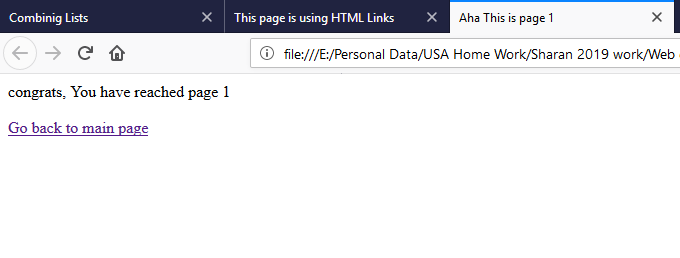 Combinig Lists
This page is using HTML Links
Aha This is page 1
file:///E:/Personal Data/USA Home Work/Sharan 2019 work/Web
congrats, You have reached page 1
Go back to main page